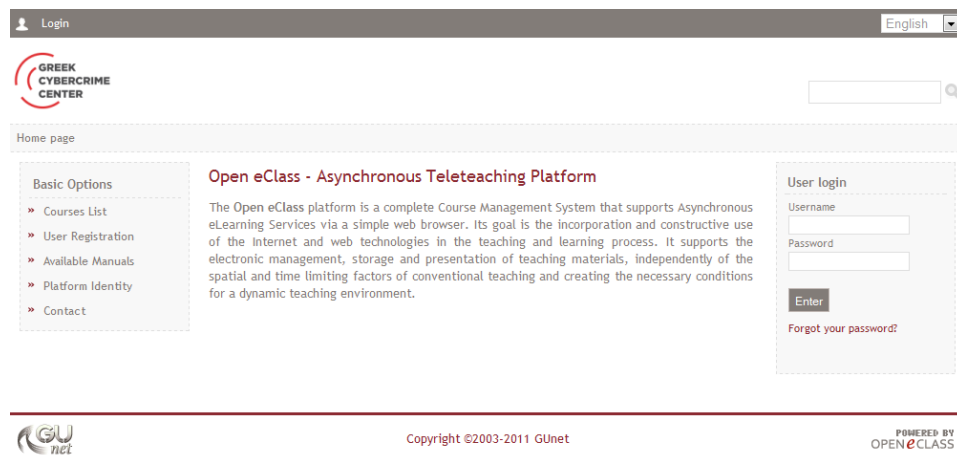 Login
English
GREEK
CYBERCRIME
CENTER
Home page
Basic Options
» Courses List
» User Registration
» Available Manuals
» Platform Identity
» Contact
Open eClass - Asynchronous Teleteaching Platform
The Open eClass platform is a complete Course Management System that supports Asynchronous
eLearning Services via a simple web browser. Its goal is the incorporation and constructive use
of the Internet and web technologies in the teaching and learning process. It supports the
electronic management, storage and presentation of teaching materials, independently of the
spatial and time limiting factors of conventional teaching and creating the necessary conditions
for a dynamic teaching environment.
User login
Username
Password
Enter
Forgot your password?
GU
net
Copyright ©2003-2011 GUnet
POWERED BY
OPENeCLASS